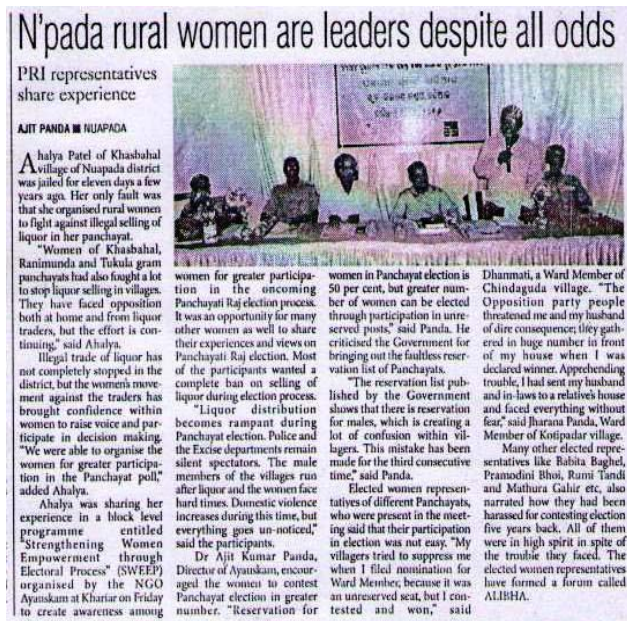 N'pada rural women are leaders despite all odds
PRI representatives
share experience
AJIT PANDA ■ NUAPADA
Ahalya Patel of Khasbahal
village of Nuapada district
was jailed for eleven days a few
years ago. Her only fault was
that she organised rural women
to fight against illegal selling of
liquor in her panchayat.
"Women of Khasbahal,
Ranimunda and Tukula gram
panchayats had also fought a lot
to stop liquor selling in villages.
They have faced opposition
both at home and from liquor
traders, but the effort is con-
tinuing," said Ahalya.
Illegal trade of liquor has
not completely stopped in the
district, but the women's move-
ment against the traders has
brought confidence within
women to raise voice and par-
ticipate in decision making.
"We were able to organise the
women for greater participa-
tion in the Panchayat poll,"
added Ahalya.
Ahalya was sharing her
experience in a block level
programme entitled
"Strengthening Women
Empowerment through
Electoral Process" (SWEEP)
organised by the NGO
Ayauskam at Khariar on Friday
to create awareness among
women for greater participa-
tion in the oncoming
Panchayati Raj election process.
It was an opportunity for many
other women as well to share
their experiences and views on
Panchayati Raj election. Most
of the participants wanted a
complete ban on selling of
liquor during election process.
"Liquor distribution
becomes rampant during
Panchayat election. Police and
the Excise departments remain
silent spectators. The male
members of the villages run
after liquor and the women face
hard times. Domestic violence
increases during this time, but
everything goes un-noticed,"
said the participants.
Dr Ajit Kumar Panda,
Director of Ayauskam, encour-
aged the women to contest
Panchayat election in greater
number. "Reservation for
women in Panchayat election is
50 per cent, but greater num-
ber of women can be elected
through participation in unre-
served posts," said Panda. He
criticised the Government for
bringing out the faultless reser-
vation list of Panchayats.
"The reservation list pub-
lished by the Government
shows that there is reservation
for males, which is creating a
lot of confusion within vil-
lagers. This mistake has been
made for the third consecutive
time," said Panda.
Elected women represen-
tatives of different Panchayats,
who were present in the meet-
ing said that their participation
in election was not easy. "My
villagers tried to suppress me
when I filed nomination for
Ward Member, because it was
an unreserved seat, but I con-
tested and won," said
Dhanmati, a Ward Member of
Chindaguda village. "The
Opposition party people
threatened me and my husband
of dire consequence; they gath-
ered in huge number in front
of my house when I was
declared winner. Apprehending
trouble, I had sent my husband
and in-laws to a relative's house
and faced everything without
fear," said Jharana Panda, Ward
Member of Kotipadar village.
Many other elected repre-
sentatives like Babita Baghel,
Pramodini Bhoi, Rumi Tandi
and Mathura Gahir etc, also
narrated how they had been
harassed for contesting election
five years back. All of them
were in high spirit in spite of
the trouble they faced. The
elected women representatives
have formed a forum called
ALIBHA.